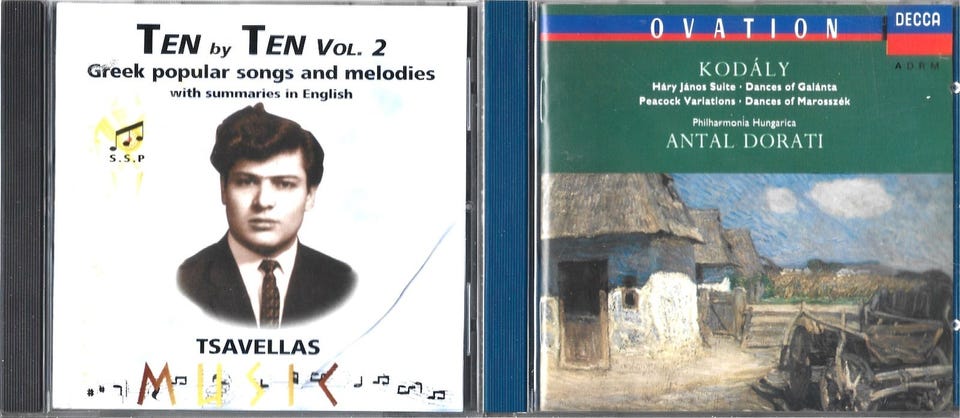 TEN by TEN VOL. 2
Greek popular songs and melodies
with summaries in English
S.S.P
TSAVELLAS
MUSIC
OVATION
DECCA
ADRM
KODÁLY
Háry János Suite · Dances of Galánta
Peacock Variations · Dances of Marosszék
Philharmonia Hungarica
ANTAL DORATI